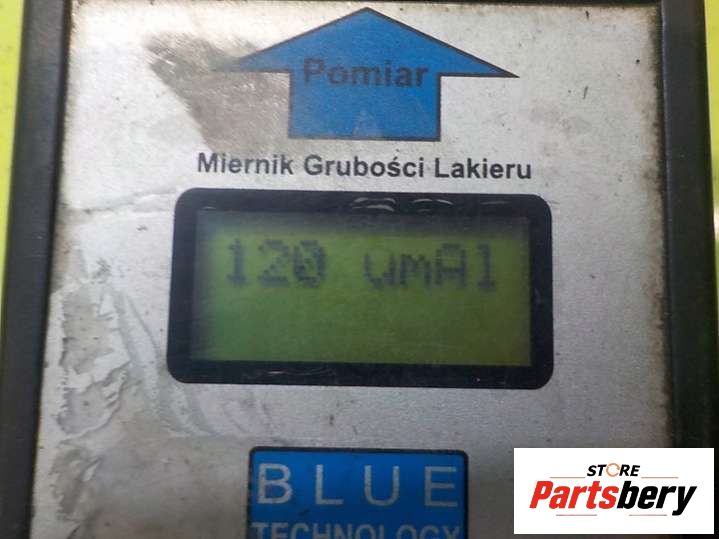 Pomiar
Miernik Grubości Lakieru
120 umAl
BLUE
TECHNOLOGY
STORE
Partsbery